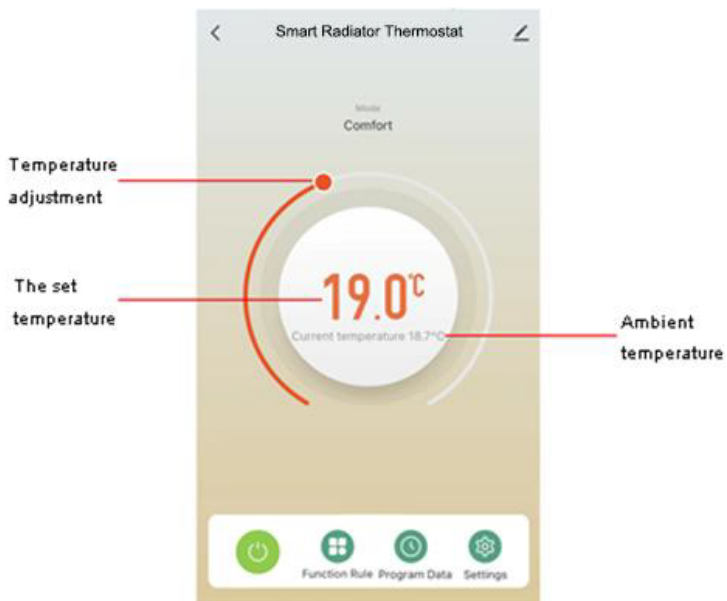 Smart Radiator Thermostat
Mode
Comfort
Temperature
adjustment
The set
temperature
19.0°C
Current temperature 18.7°C
Ambient
temperature
Function Rule
Program Data
Settings